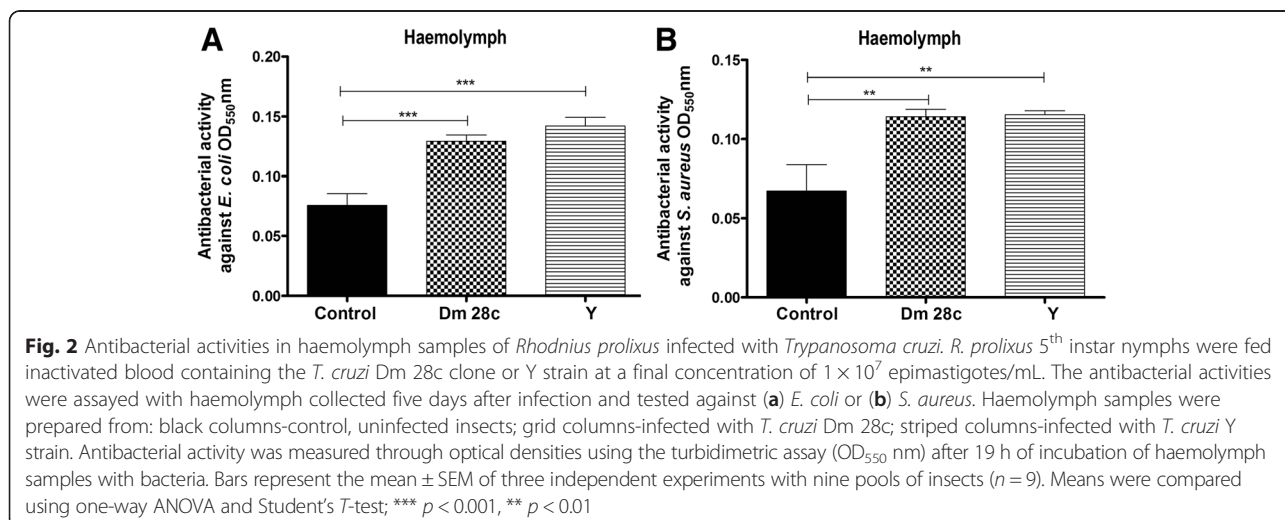 A
Haemolymph
Antibacterial activity
against E. coli OD550nm
0.20
0.15
0.10
0.05
0.00
***
***
Control
Dm 28c
Y
B
Haemolymph
Antibacterial activity
against S. aureus OD550nm
0.15
0.10
0.05
0.00
**
**
Control
Dm 28c
Y
Fig. 2 Antibacterial activities in haemolymph samples of Rhodnius prolixus infected with Trypanosoma cruzi. R. prolixus 5th instar nymphs were fed
inactivated blood containing the T. cruzi Dm 28c clone or Y strain at a final concentration of 1 × 10⁷ epimastigotes/mL. The antibacterial activities
were assayed with haemolymph collected five days after infection and tested against (a) E. coli or (b) S. aureus. Haemolymph samples were
prepared from: black columns-control, uninfected insects; grid columns-infected with T. cruzi Dm 28c; striped columns-infected with T. cruzi Y
strain. Antibacterial activity was measured through optical densities using the turbidimetric assay (OD550 nm) after 19 h of incubation of haemolymph
samples with bacteria. Bars represent the mean ± SEM of three independent experiments with nine pools of insects (n = 9). Means were compared
using one-way ANOVA and Student's T-test; *** p < 0.001, ** p < 0.01